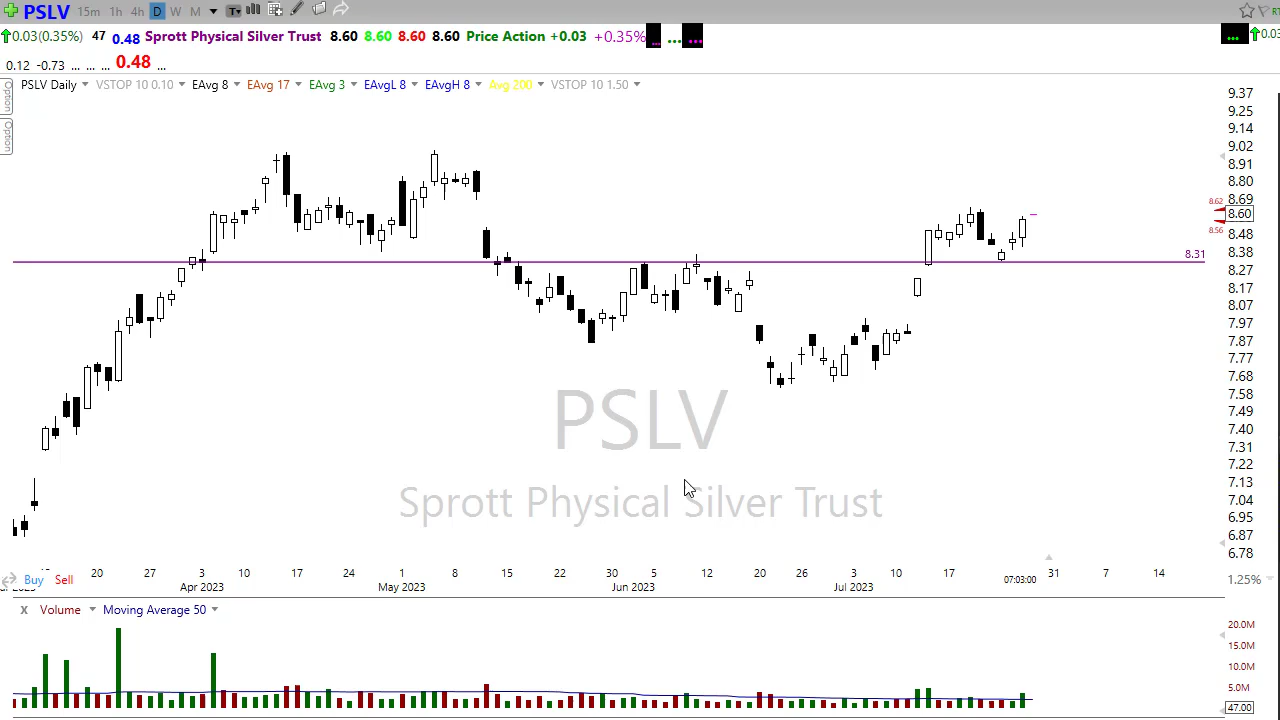 PSLV 15m 1h 4h D W M
0.03(0.35%) 47 0.48 Sprott Physical Silver Trust 8.60 8.60 8.60 8.60 Price Action +0.03 +0.35% ... ... ... ... 0.03
0.12 -0.73 ... ... ... 0.48 ...
PSLV Daily VSTOP 10 0.10 EAvg 8 EAvg 17 EAvg 3 EAvgL 8 EAvgH 8 Avg 200 VSTOP 10 1.50
Option
Option
9.37
9.25
9.14
9.02
8.91
8.80
8.69
8.62
8.60
8.56
8.48
8.38
8.31
8.27
8.17
8.07
7.97
7.87
7.77
7.68
7.58
7.49
7.40
7.31
7.22
7.13
7.04
6.95
6.87
6.78
PSLV
Sprott Physical Silver Trust
20 27 3 10 17 24 1 8 15 22 30 5 12 20 26 3 10 17 07:03:00 31 7 14
Buy Sell 1.25%
Apr 2023 May 2023 Jun 2023 Jul 2023
X Volume Moving Average 50
20.0M
15.0M
10.0M
5.0M
47.00